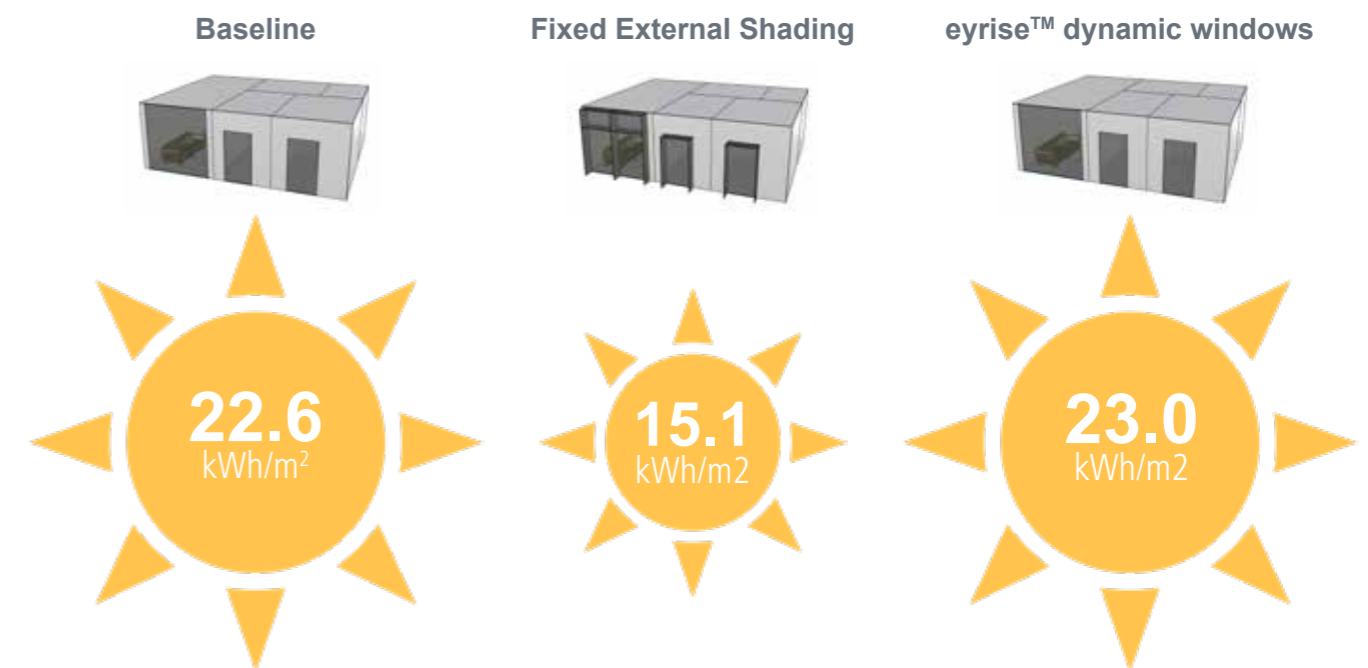 Baseline
Fixed External Shading
eyrise™ dynamic windows
22.6
kWh/m²
15.1
kWh/m2
23.0
kWh/m2